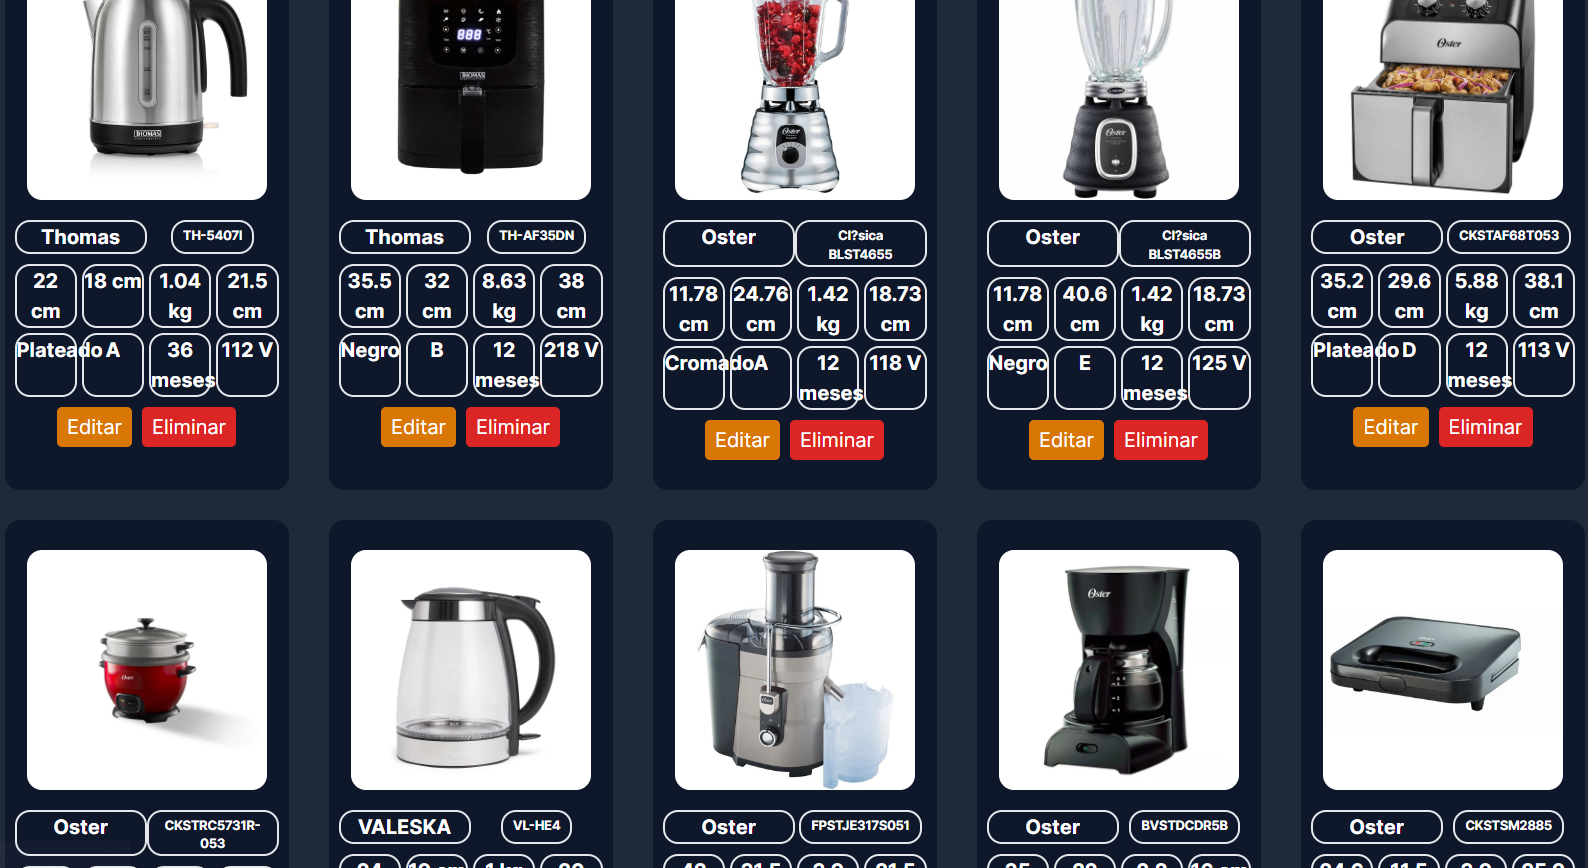 THOMAS
888
THOMAS
Oster
Oster
Oster
Thomas
TH-5407I
22 cm
18 cm
1.04 kg
21.5 cm
Plateado
A
36 meses
112 V
Editar
Eliminar
Thomas
TH-AF35DN
35.5 cm
32 cm
8.63 kg
38 cm
Negro
B
12 meses
218 V
Editar
Eliminar
Oster
Cl?sica
BLST4655
11.78 cm
24.76 cm
1.42 kg
18.73 cm
Cromado
A
12 meses
118 V
Editar
Eliminar
Oster
Cl?sica
BLST4655B
11.78 cm
40.6 cm
1.42 kg
18.73 cm
Negro
E
12 meses
125 V
Editar
Eliminar
Oster
CKSTAF68T053
35.2 cm
29.6 cm
5.88 kg
38.1 cm
Plateado
D
12 meses
113 V
Editar
Eliminar
Oster
Oster
Oster
CKSTRC5731R-
053
VALESKA
VL-HE4
Oster
FPSTJE317S051
Oster
BVSTDCDR5B
Oster
CKSTSM2885